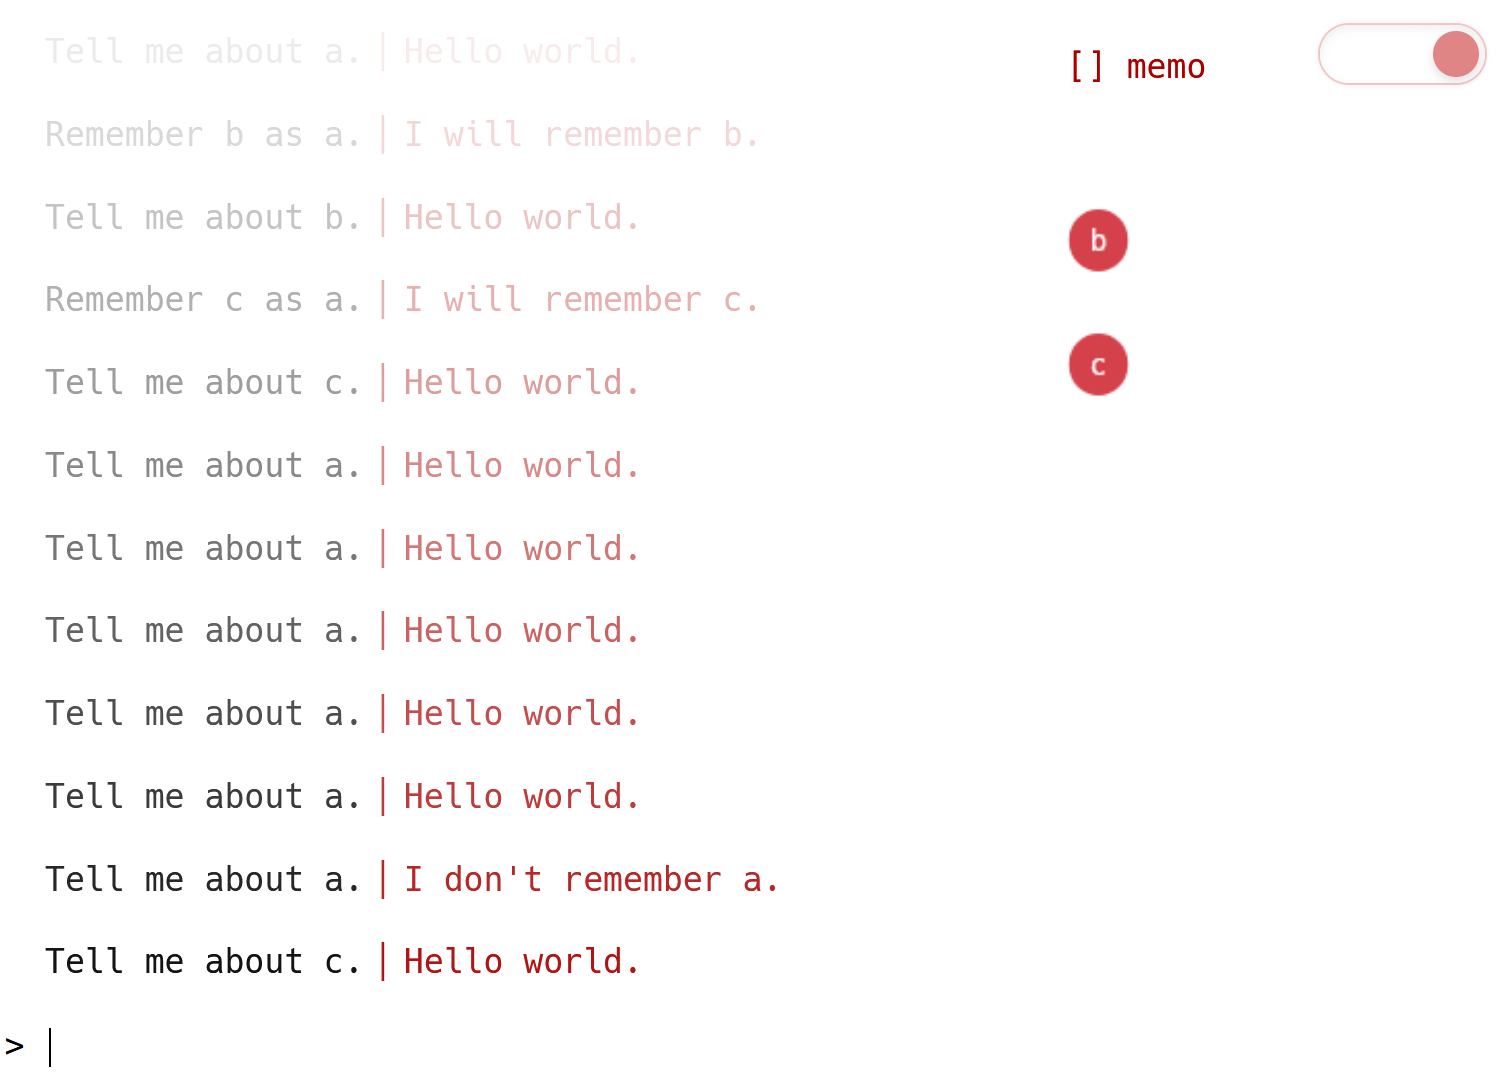 Tell me about a. | Hello world.
[] memo
Remember b as a. | I will remember b.
Tell me about b. | Hello world.
b
Remember c as a. | I will remember c.
c
Tell me about c. | Hello world.
Tell me about a. | Hello world.
Tell me about a. | Hello world.
Tell me about a. | Hello world.
Tell me about a. | Hello world.
Tell me about a. | Hello world.
Tell me about a. | I don't remember a.
Tell me about c. | Hello world.
>